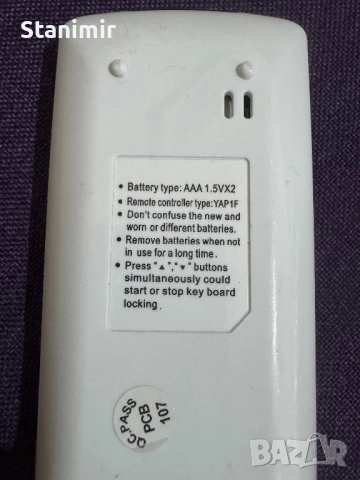 Stanimir
• Battery type: AAA 1.5VX2
• Remote controller type: YAP1F
• Don't confuse the new and
worn or different batteries.
• Remove batteries when not
in use for a long time.
• Press "▲","▼" buttons
simultaneously could
start or stop key board
locking.
Q.C.PASS
PCB
107
BAZAR